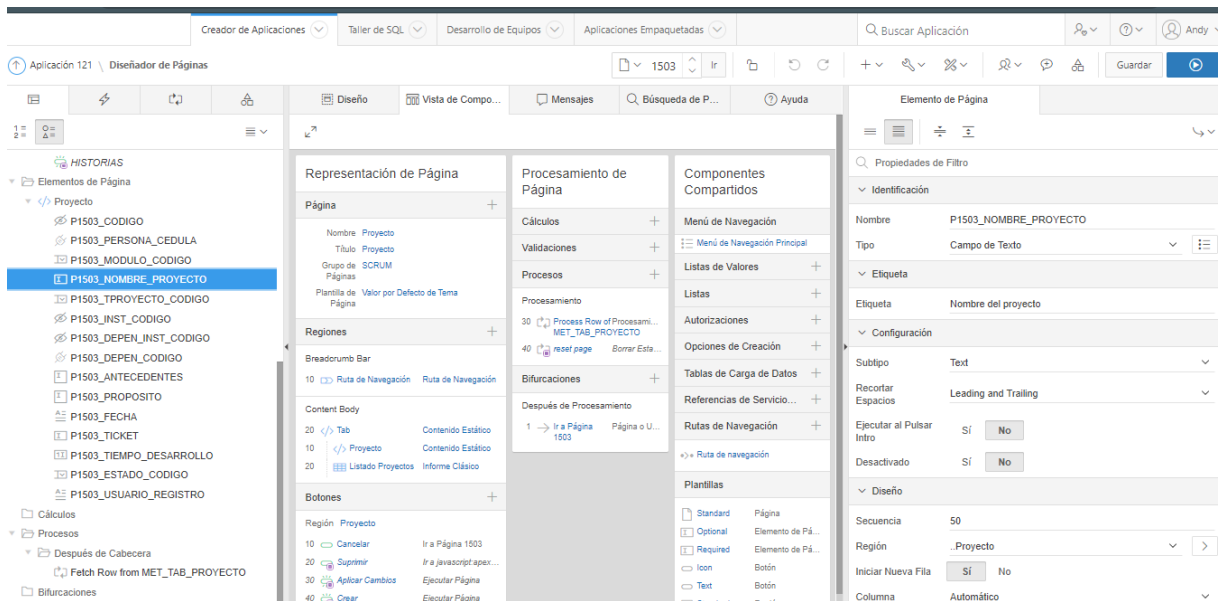 Creador de Aplicaciones
Taller de SQL
Desarrollo de Equipos
Aplicaciones Empaquetadas
Buscar Aplicación
Andy
Aplicación 121 \ Diseñador de Páginas
1503
Ir
Guardar
Diseño
Vista de Compo...
Mensajes
Búsqueda de P...
Ayuda
Elemento de Página
HISTORIAS
Elementos de Página
Proyecto
P1503_CODIGO
P1503_PERSONA_CEDULA
P1503_MODULO_CODIGO
P1503_NOMBRE_PROYECTO
P1503_TPROYECTO_CODIGO
P1503_INST_CODIGO
P1503_DEPEN_INST_CODIGO
P1503_DEPEN_CODIGO
P1503_ANTECEDENTES
P1503_PROPOSITO
P1503_FECHA
P1503_TICKET
P1503_TIEMPO_DESARROLLO
P1503_ESTADO_CODIGO
P1503_USUARIO_REGISTRO
Cálculos
Procesos
Después de Cabecera
Fetch Row from MET_TAB_PROYECTO
Bifurcaciones
Representación de Página
Página
Nombre Proyecto
Título Proyecto
Grupo de Páginas SCRUM
Plantilla de Página Valor por Defecto de Tema
Regiones
Breadcrumb Bar
10 Ruta de Navegación Ruta de Navegación
Content Body
20 Tab Contenido Estático
10 Proyecto Contenido Estático
20 Listado Proyectos Informe Clásico
Botones
Región Proyecto
10 Cancelar Ir a Página 1503
20 Suprimir Ir a javascript:apex...
30 Aplicar Cambios Ejecutar Página
40 Crear Ejecutar Página
Procesamiento de
Página
Cálculos
Validaciones
Procesos
Procesamiento
30 Process Row of MET_TAB_PROYECTO Procesami...
40 reset page Borrar Esta...
Bifurcaciones
Después de Procesamiento
1 Ir a Página 1503 Página o U...
Componentes
Compartidos
Menú de Navegación
Menú de Navegación Principal
Listas de Valores
Listas
Autorizaciones
Opciones de Creación
Tablas de Carga de Datos
Referencias de Servicio...
Rutas de Navegación
Ruta de navegación
Plantillas
Standard Página
Optional Elemento de Pá...
Required Elemento de Pá...
Icon Botón
Text Botón
Propiedades de Filtro
Identificación
Nombre P1503_NOMBRE_PROYECTO
Tipo Campo de Texto
Etiqueta
Etiqueta Nombre del proyecto
Configuración
Subtipo Text
Recortar Espacios Leading and Trailing
Ejecutar al Pulsar Intro Sí No
Desactivado Sí No
Diseño
Secuencia 50
Región ..Proyecto
Iniciar Nueva Fila Sí No
Columna Automático